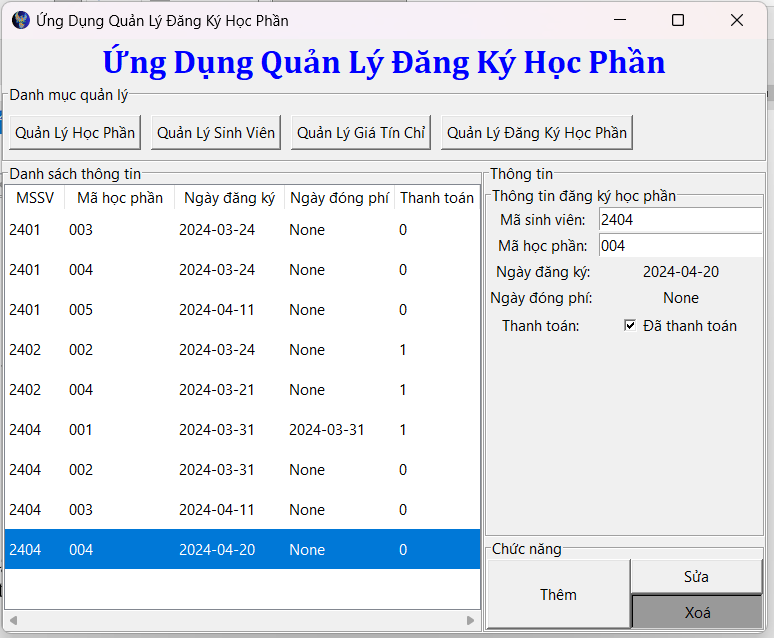 Ứng Dụng Quản Lý Đăng Ký Học Phần
Ứng Dụng Quản Lý Đăng Ký Học Phần
Danh mục quản lý
Quản Lý Học Phần Quản Lý Sinh Viên Quản Lý Giá Tín Chỉ Quản Lý Đăng Ký Học Phần
Danh sách thông tin
MSSV Mã học phần Ngày đăng ký Ngày đóng phí Thanh toán
2401 003 2024-03-24 None 0
2401 004 2024-03-24 None 0
2401 005 2024-04-11 None 0
2402 002 2024-03-24 None 1
2402 004 2024-03-21 None 1
2404 001 2024-03-31 2024-03-31 1
2404 002 2024-03-31 None 0
2404 003 2024-04-11 None 0
2404 004 2024-04-20 None 0
Thông tin
Thông tin đăng ký học phần
Mã sinh viên: 2404
Mã học phần: 004
Ngày đăng ký: 2024-04-20
Ngày đóng phí: None
Thanh toán: Đã thanh toán
Chức năng
Thêm
Sửa
Xoá